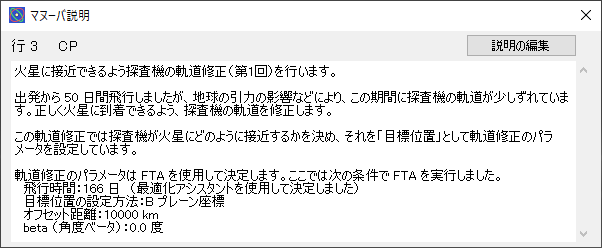 マヌーバ説明
行 3 CP
説明の編集
火星に接近できるよう探査機の軌道修正（第1回）を行います。
出発から 50 日間飛行しましたが、地球の引力の影響などにより、この期間に探査機の軌道が少しずれていま
す。正しく火星に到着できるよう、探査機の軌道を修正します。
この軌道修正では探査機が火星にどのように接近するかを決め、それを「目標位置」として軌道修正のパラ
メータを設定しています。
軌道修正のパラメータは FTA を使用して決定します。ここでは次の条件で FTA を実行しました。
飛行時間：166 日 （最適化アシスタントを使用して決定しました）
目標位置の設定方法：B プレーン座標
オフセット距離：10000 km
beta （角度ベータ）：0.0 度